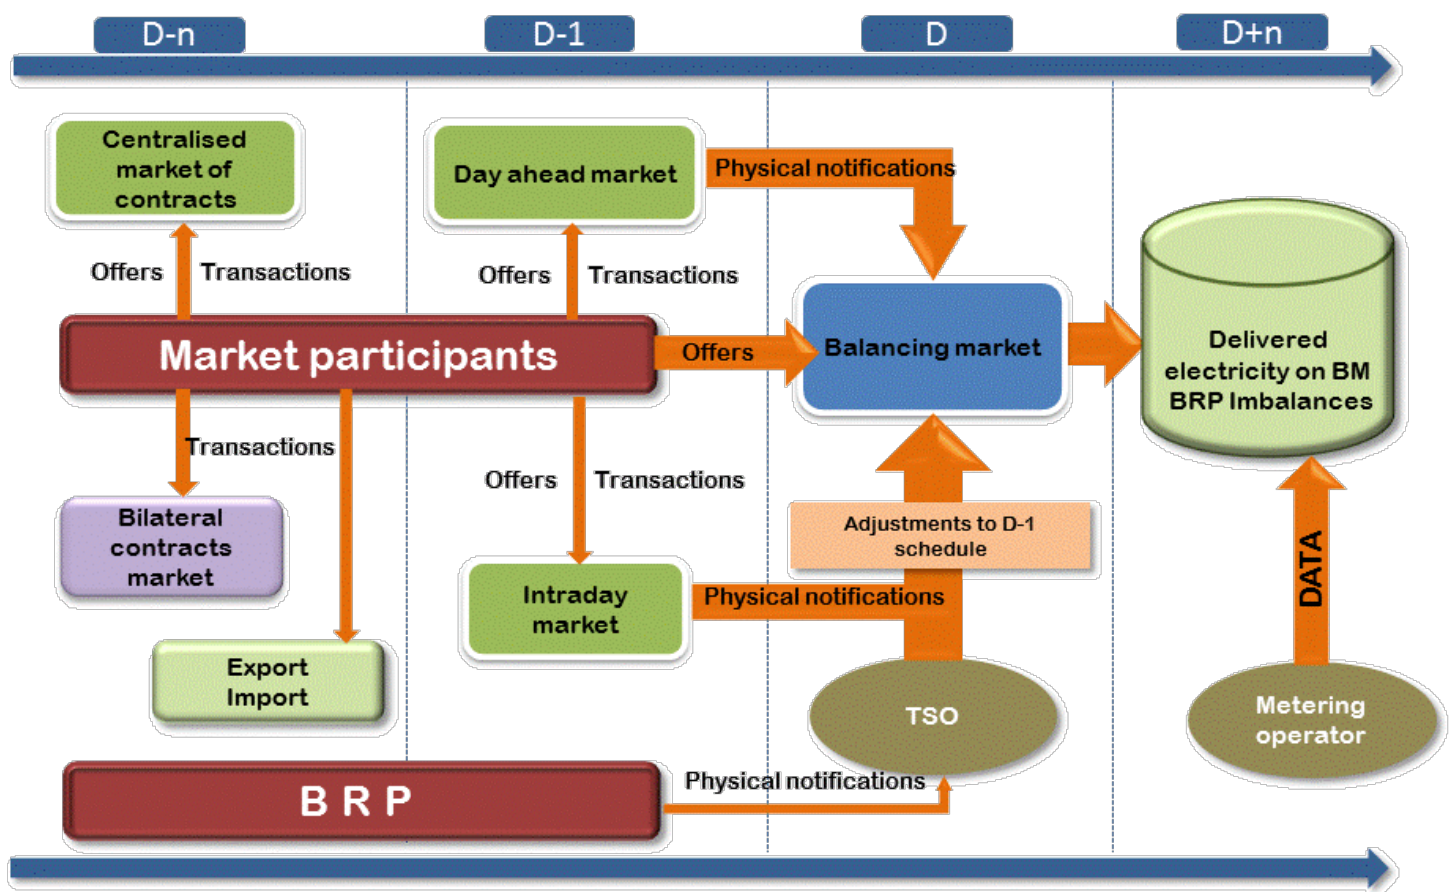 D-n
D-1
D
D+n
Centralised
market of
contracts
Day ahead market
Physical notifications
Offers
Transactions
Offers
Transactions
Market participants
Offers
Balancing market
Delivered
electricity on BM
BRP Imbalances
Transactions
Offers
Transactions
Bilateral
contracts
market
Adjustments to D-1
schedule
Intraday
market
Physical notifications
DATA
Export
Import
TSO
Metering
operator
Physical notifications
B R P